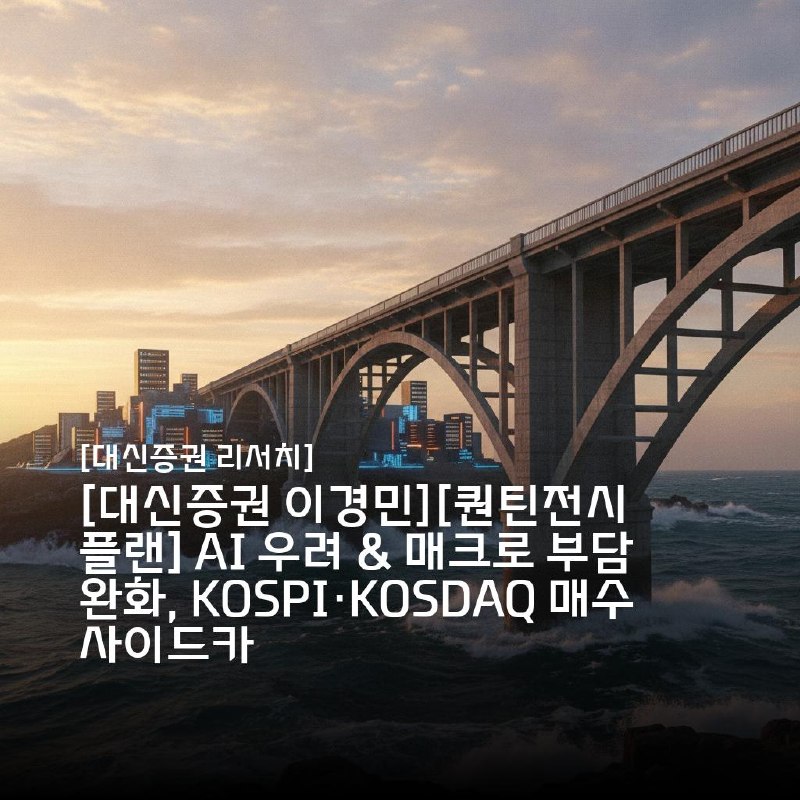 [대신증권 리서치]
[대신증권 이경민][퀀틴전시
플랜] AI 우려 & 매크로 부담
완화, KOSPI·KOSDAQ 매수
사이드카